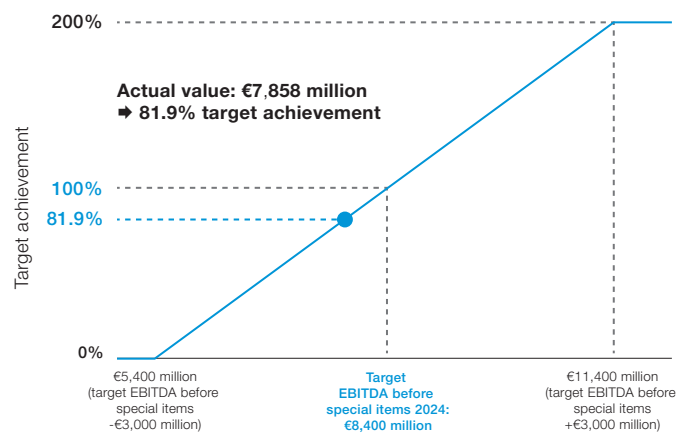 200%
Actual value: €7,858 million
➡ 81.9% target achievement
Target achievement
100%
81.9%
0%
€5,400 million
(target EBITDA before
special items
-€3,000 million)
Target
EBITDA before
special items 2024:
€8,400 million
€11,400 million
(target EBITDA before
special items
+€3,000 million)